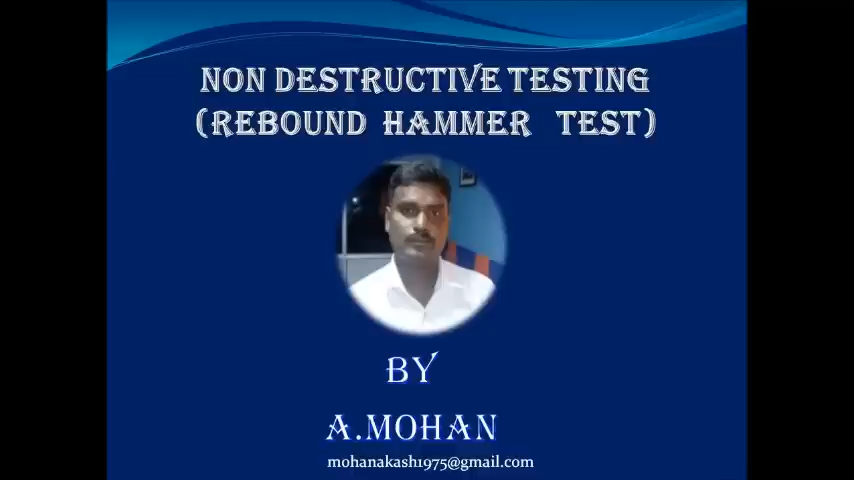 NON DESTRUCTIVE TESTING
(REBOUND HAMMER TEST)
BY
A.MOHAN
mohanakash1975@gmail.com